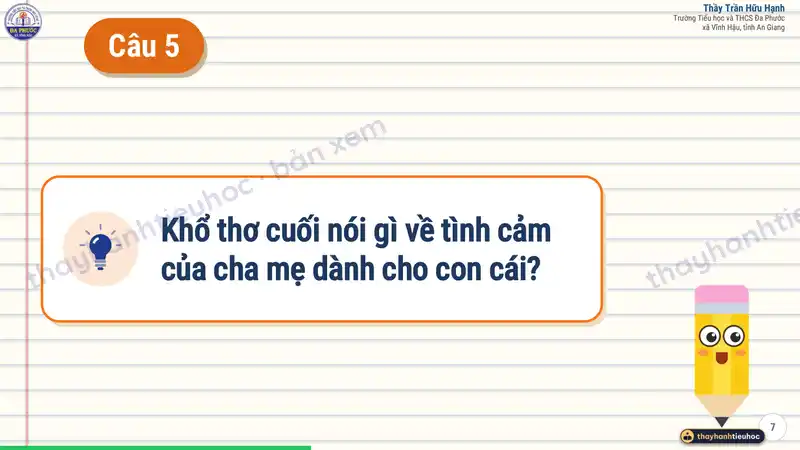 Thầy Trần Hữu Hạnh
Trường Tiểu học và THCS Đa Phước
xã Vĩnh Hậu, tỉnh An Giang
ĐA PHƯỚC
Câu 5
thayhanhtieuhoc · bản xem
Khổ thơ cuối nói gì về tình cảm
của cha mẹ dành cho con cái?
thayhanhtie
7
thayhanhtieuhoc